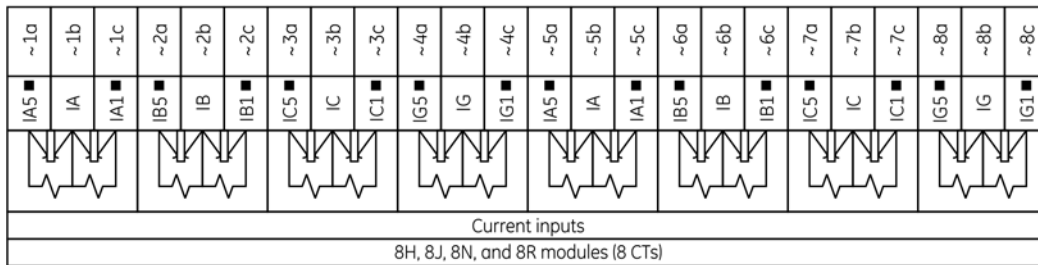 ~1a ~1b ~1c ~2a ~2b ~2c ~3a ~3b ~3c ~4a ~4b ~4c ~5a ~5b ~5c ~6a ~6b ~6c ~7a ~7b ~7c ~8a ~8b ~8c
IA5 IA IA1 IB5 IB IB1 IC5 IC IC1 IG5 IG IG1 IA5 IA IA1 IB5 IB IB1 IC5 IC IC1 IG5 IG IG1
Current inputs
8H, 8J, 8N, and 8R modules (8 CTs)